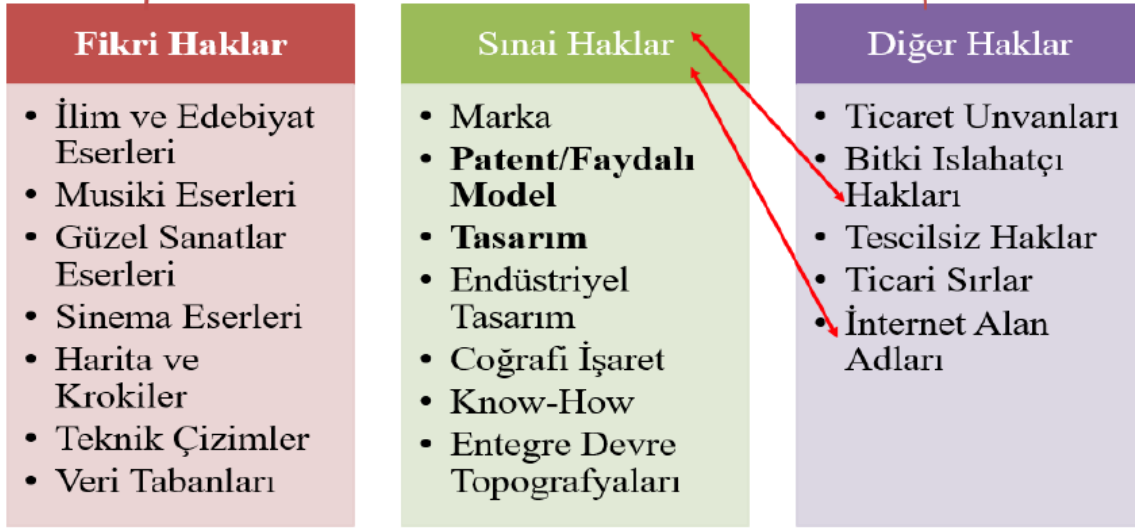 Fikri Haklar
• İlim ve Edebiyat
Eserleri
• Musiki Eserleri
• Güzel Sanatlar
Eserleri
• Sinema Eserleri
• Harita ve
Krokiler
• Teknik Çizimler
• Veri Tabanları
Sınai Haklar
• Marka
• Patent/Faydalı
Model
• Tasarım
• Endüstriyel
Tasarım
• Coğrafi İşaret
• Know-How
• Entegre Devre
Topografyaları
Diğer Haklar
• Ticaret Unvanları
• Bitki Islahatçı
Hakları
• Tescilsiz Haklar
• Ticari Sırlar
• İnternet Alan
Adları